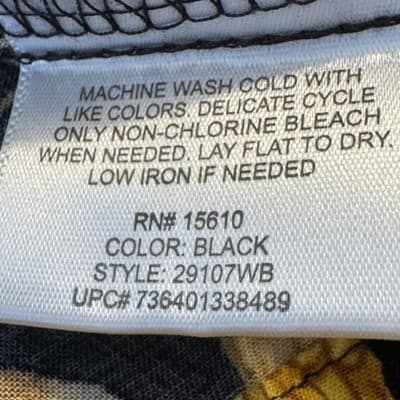 MACHINE WASH COLD WITH
LIKE COLORS. DELICATE CYCLE
ONLY NON-CHLORINE BLEACH
WHEN NEEDED. LAY FLAT TO DRY.
LOW IRON IF NEEDED
RN# 15610
COLOR: BLACK
STYLE: 29107WB
UPC# 736401338489